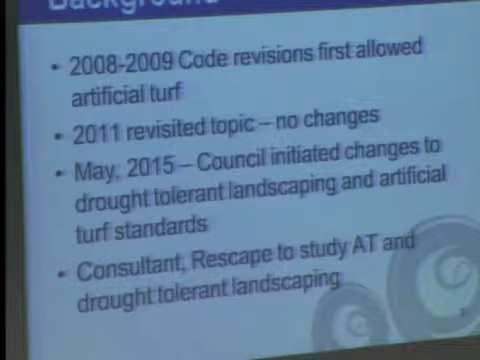 Background
• 2008-2009 Code revisions first allowed
artificial turf
• 2011 revisited topic – no changes
• May, 2015 – Council initiated changes to
drought tolerant landscaping and artificial
turf standards
• Consultant, Rescape to study AT and
drought tolerant landscaping